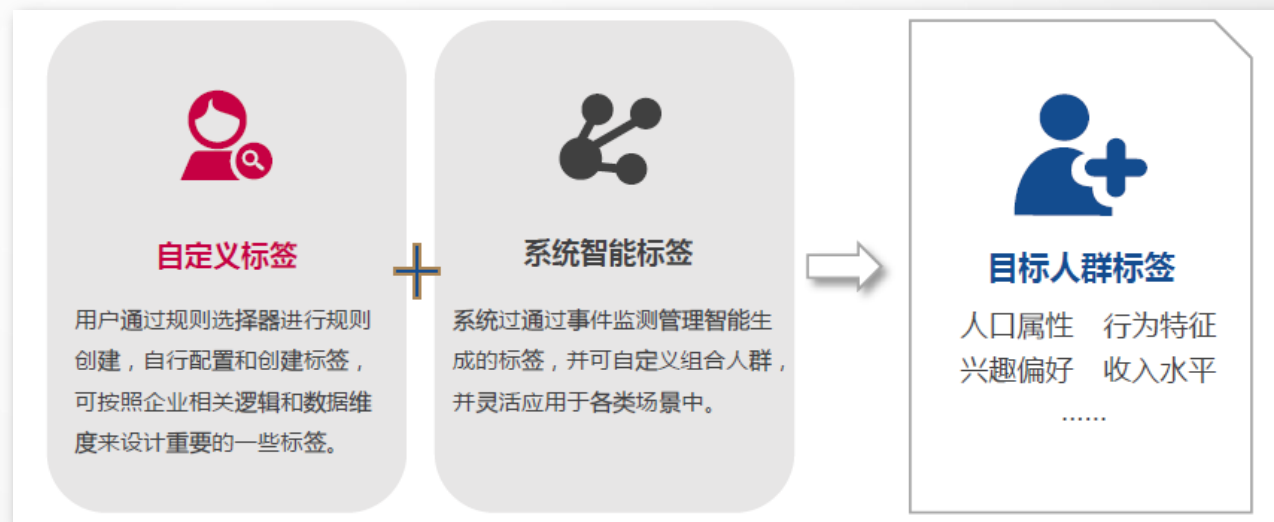 自定义标签
用户通过规则选择器进行规则
创建，自行配置和创建标签，
可按照企业相关逻辑和数据维
度来设计重要的一些标签。
系统智能标签
系统过通过事件监测管理智能生
成的标签，并可自定义组合人群，
并灵活应用于各类场景中。
目标人群标签
人口属性 行为特征
兴趣偏好 收入水平
......